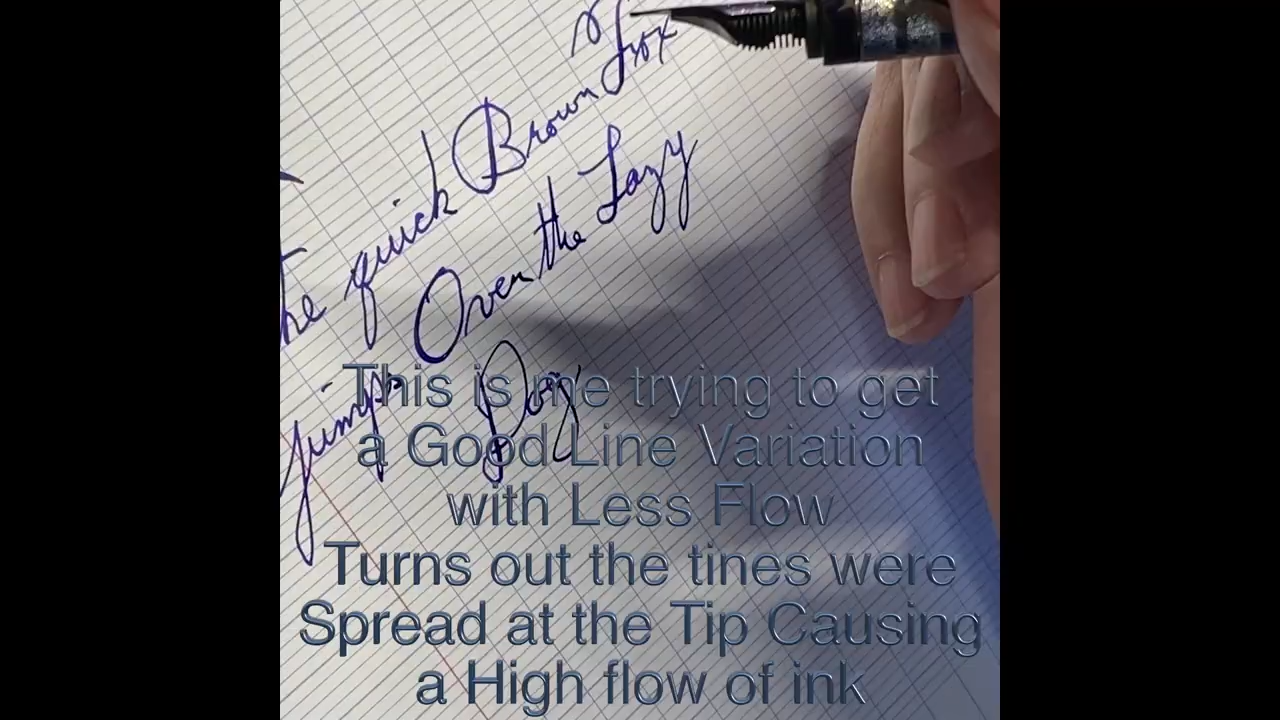 The quick Brown Fox
jumps Over the Lazy
Dog
This is me trying to get
a Good Line Variation
with Less Flow
Turns out the tines were
Spread at the Tip Causing
a High flow of ink